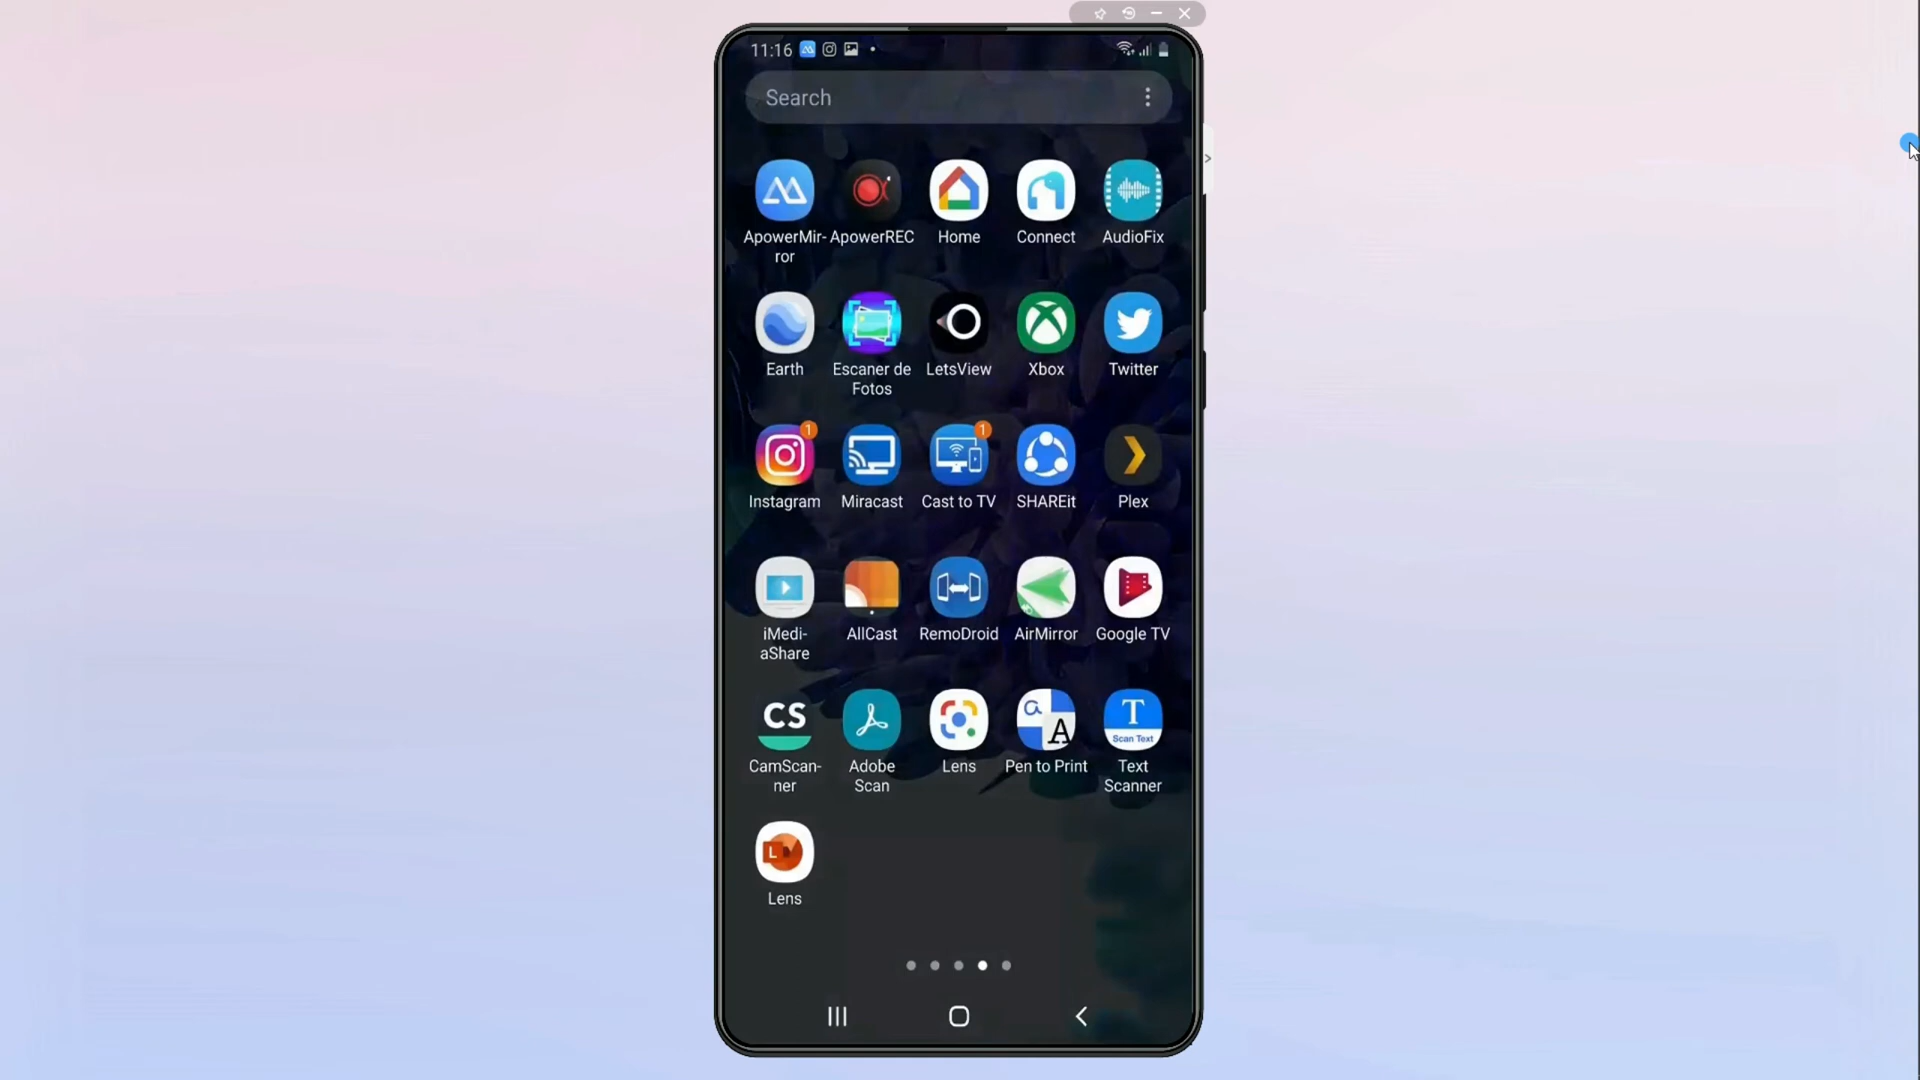 11:16
Search
ApowerMir-
ror
ApowerREC
Home
Connect
AudioFix
Earth
Escaner de
Fotos
LetsView
Xbox
Twitter
1
Instagram
Miracast
1
Cast to TV
SHAREit
Plex
iMedi-
aShare
AllCast
RemoDroid
AirMirror
Google TV
CS
CamScan-
ner
Adobe
Scan
Lens
a
A
Pen to Print
T
Scan Text
Text
Scanner
L
Lens